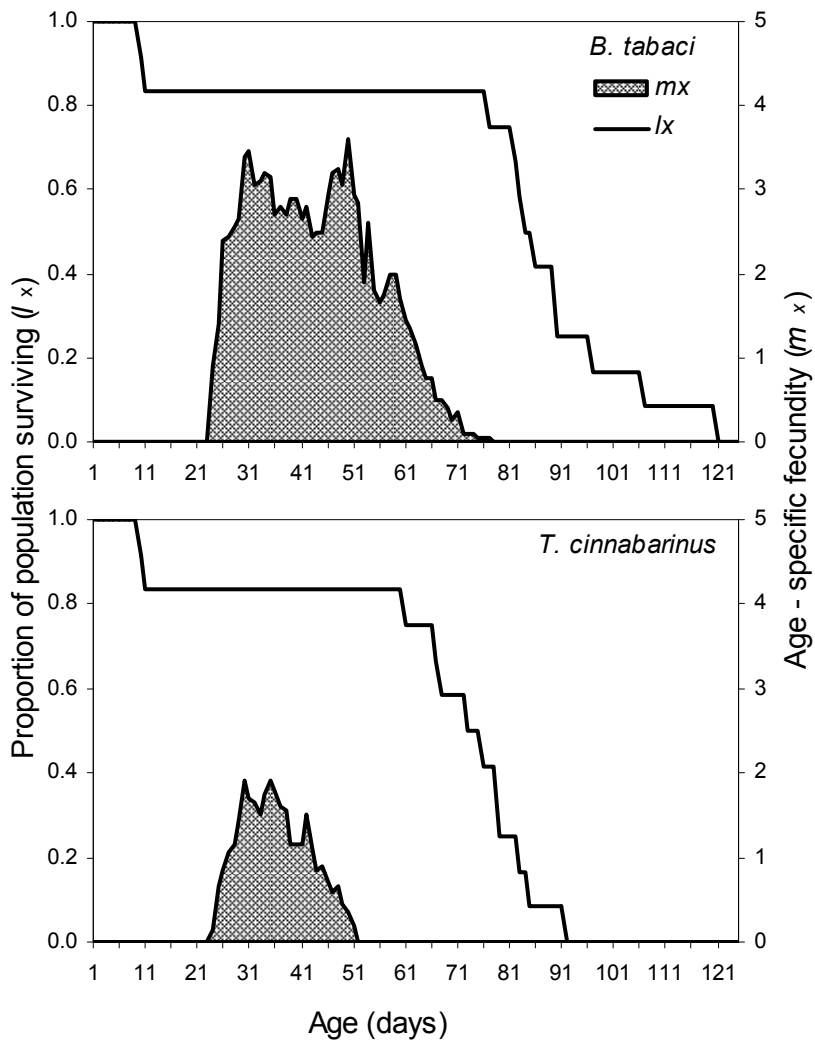 B. tabaci
mx
lx
1.0
0.8
0.6
0.4
0.2
0.0
5
4
3
2
1
0
1 11 21 31 41 51 61 71 81 91 101 111 121
T. cinnabarinus
1.0
0.8
0.6
0.4
0.2
0.0
5
4
3
2
1
0
1 11 21 31 41 51 61 71 81 91 101 111 121
Proportion of population surviving (l x)
Age - specific fecundity (m x)
Age (days)